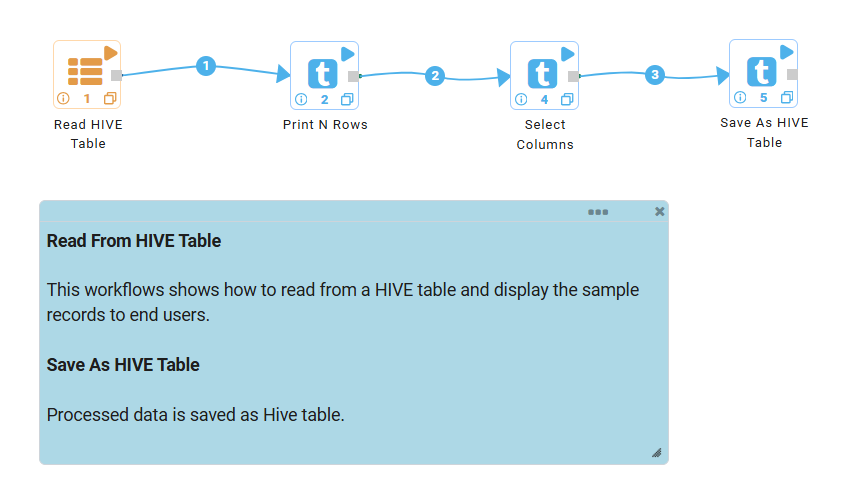 1
2
3
1
2
4
5
Read HIVE
Table
Print N Rows
Select
Columns
Save As HIVE
Table
Read From HIVE Table
This workflows shows how to read from a HIVE table and display the sample
records to end users.
Save As HIVE Table
Processed data is saved as Hive table.